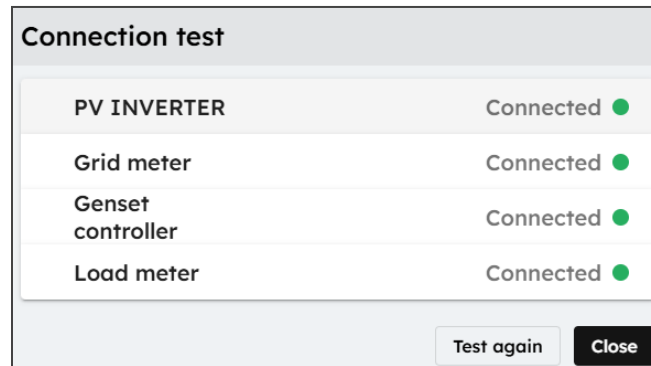 Connection test
PV INVERTER Connected
Grid meter Connected
Genset
controller Connected
Load meter Connected
Test again Close